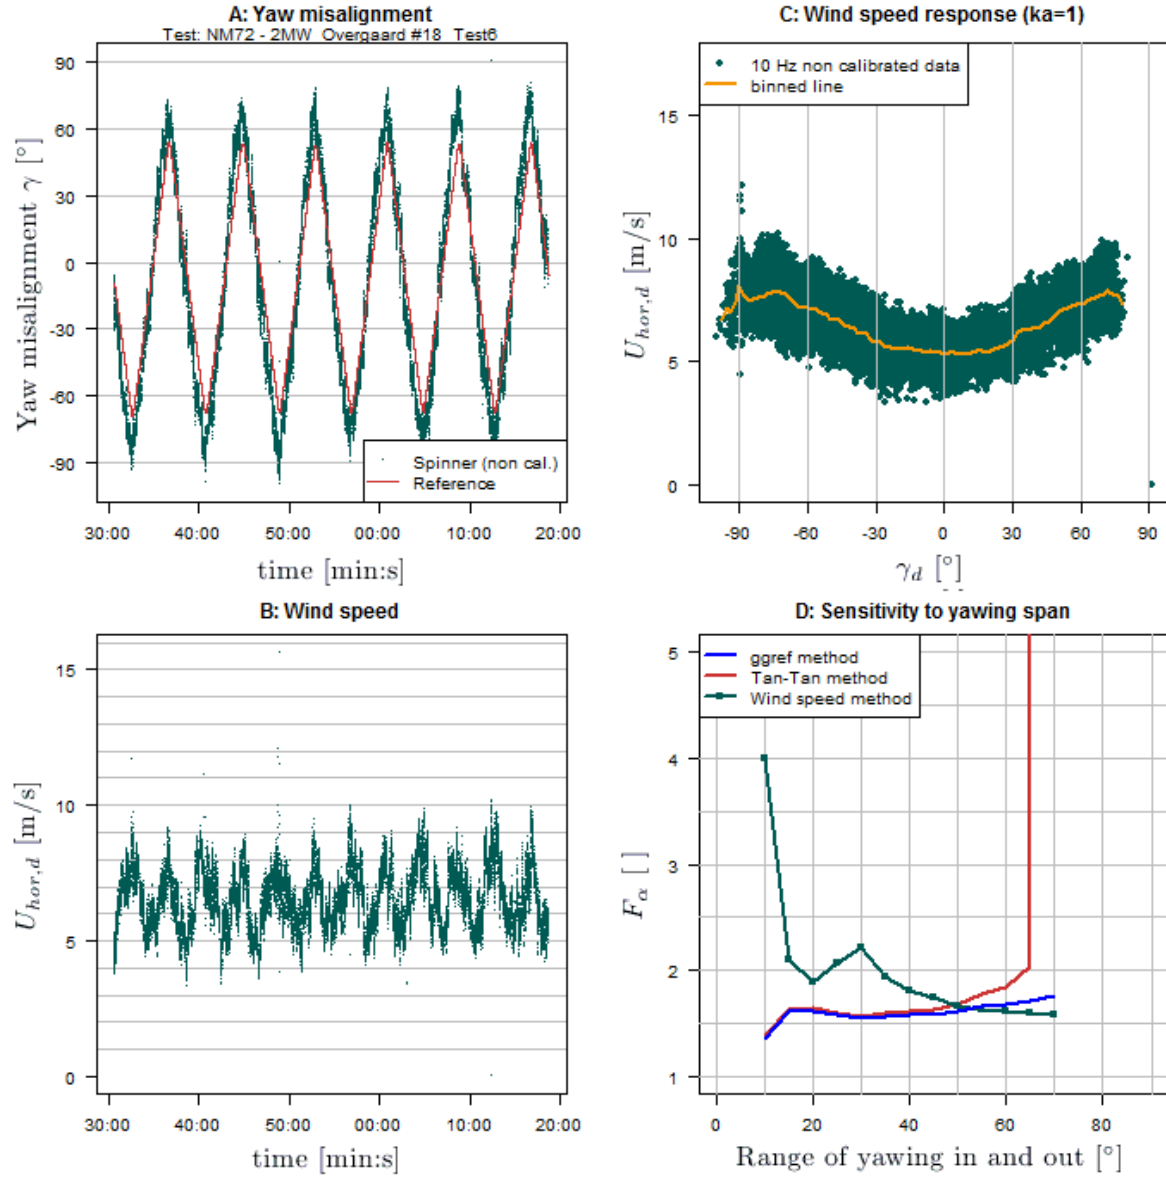 A: Yaw misalignment
Test: NM72 - 2MW Overgaard #18 Test6
90
60
30
0
-30
-60
-90
Yaw misalignment γ [°]
Spinner (non cal.)
Reference
30:00 40:00 50:00 00:00 10:00 20:00
time [min:s]
C: Wind speed response (ka=1)
10 Hz non calibrated data
binned line
15
10
5
0
U_{hor,d} [m/s]
-90 -60 -30 0 30 60 90
γ_d [°]
B: Wind speed
15
10
5
0
U_{hor,d} [m/s]
30:00 40:00 50:00 00:00 10:00 20:00
time [min:s]
D: Sensitivity to yawing span
ggref method
Tan-Tan method
Wind speed method
5
4
3
2
1
F_α [ ]
0 20 40 60 80
Range of yawing in and out [°]